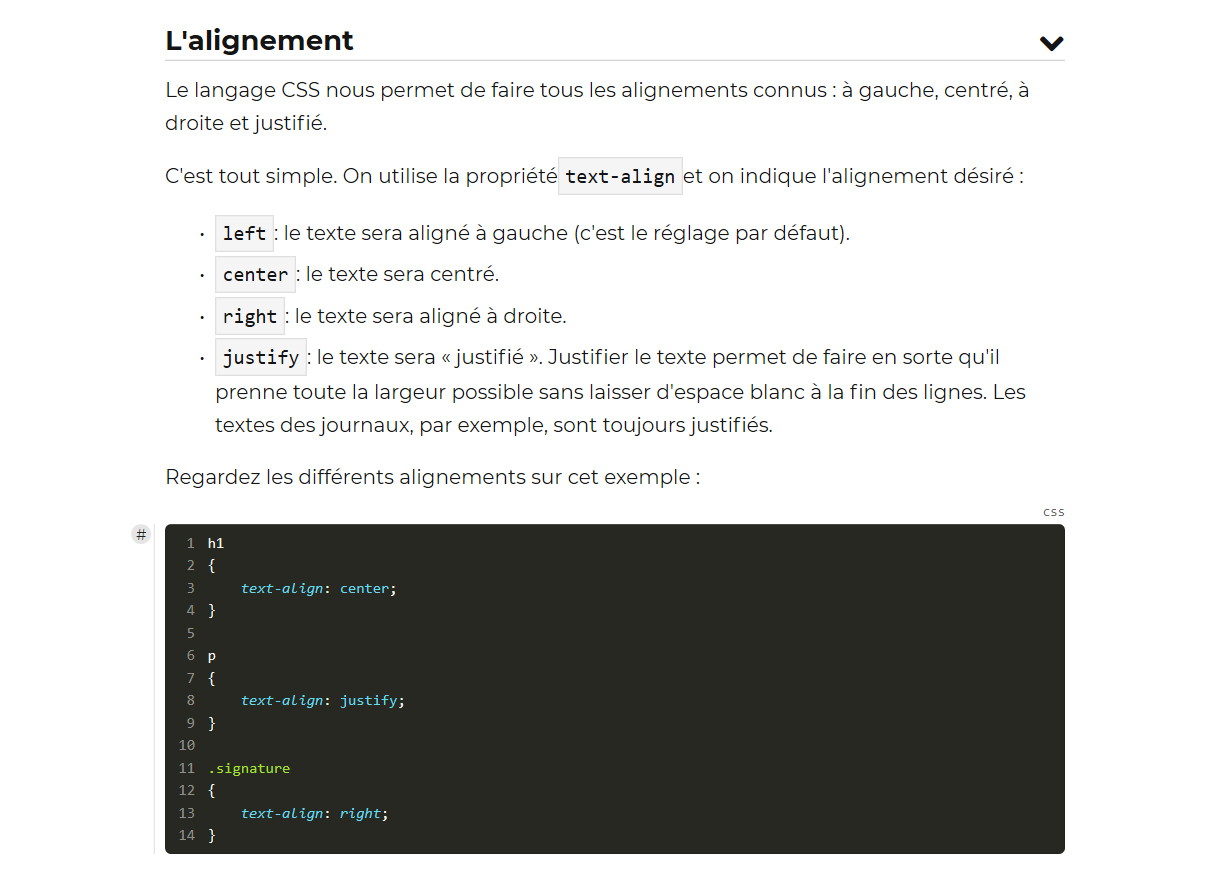 L'alignement
Le langage CSS nous permet de faire tous les alignements connus : à gauche, centré, à
droite et justifié.
C'est tout simple. On utilise la propriété text-align et on indique l'alignement désiré :
• left : le texte sera aligné à gauche (c'est le réglage par défaut).
• center : le texte sera centré.
• right : le texte sera aligné à droite.
• justify : le texte sera « justifié ». Justifier le texte permet de faire en sorte qu'il
prenne toute la largeur possible sans laisser d'espace blanc à la fin des lignes. Les
textes des journaux, par exemple, sont toujours justifiés.
Regardez les différents alignements sur cet exemple :
css
#
1 h1
2 {
3     text-align: center;
4 }
5
6 p
7 {
8     text-align: justify;
9 }
10
11 .signature
12 {
13     text-align: right;
14 }